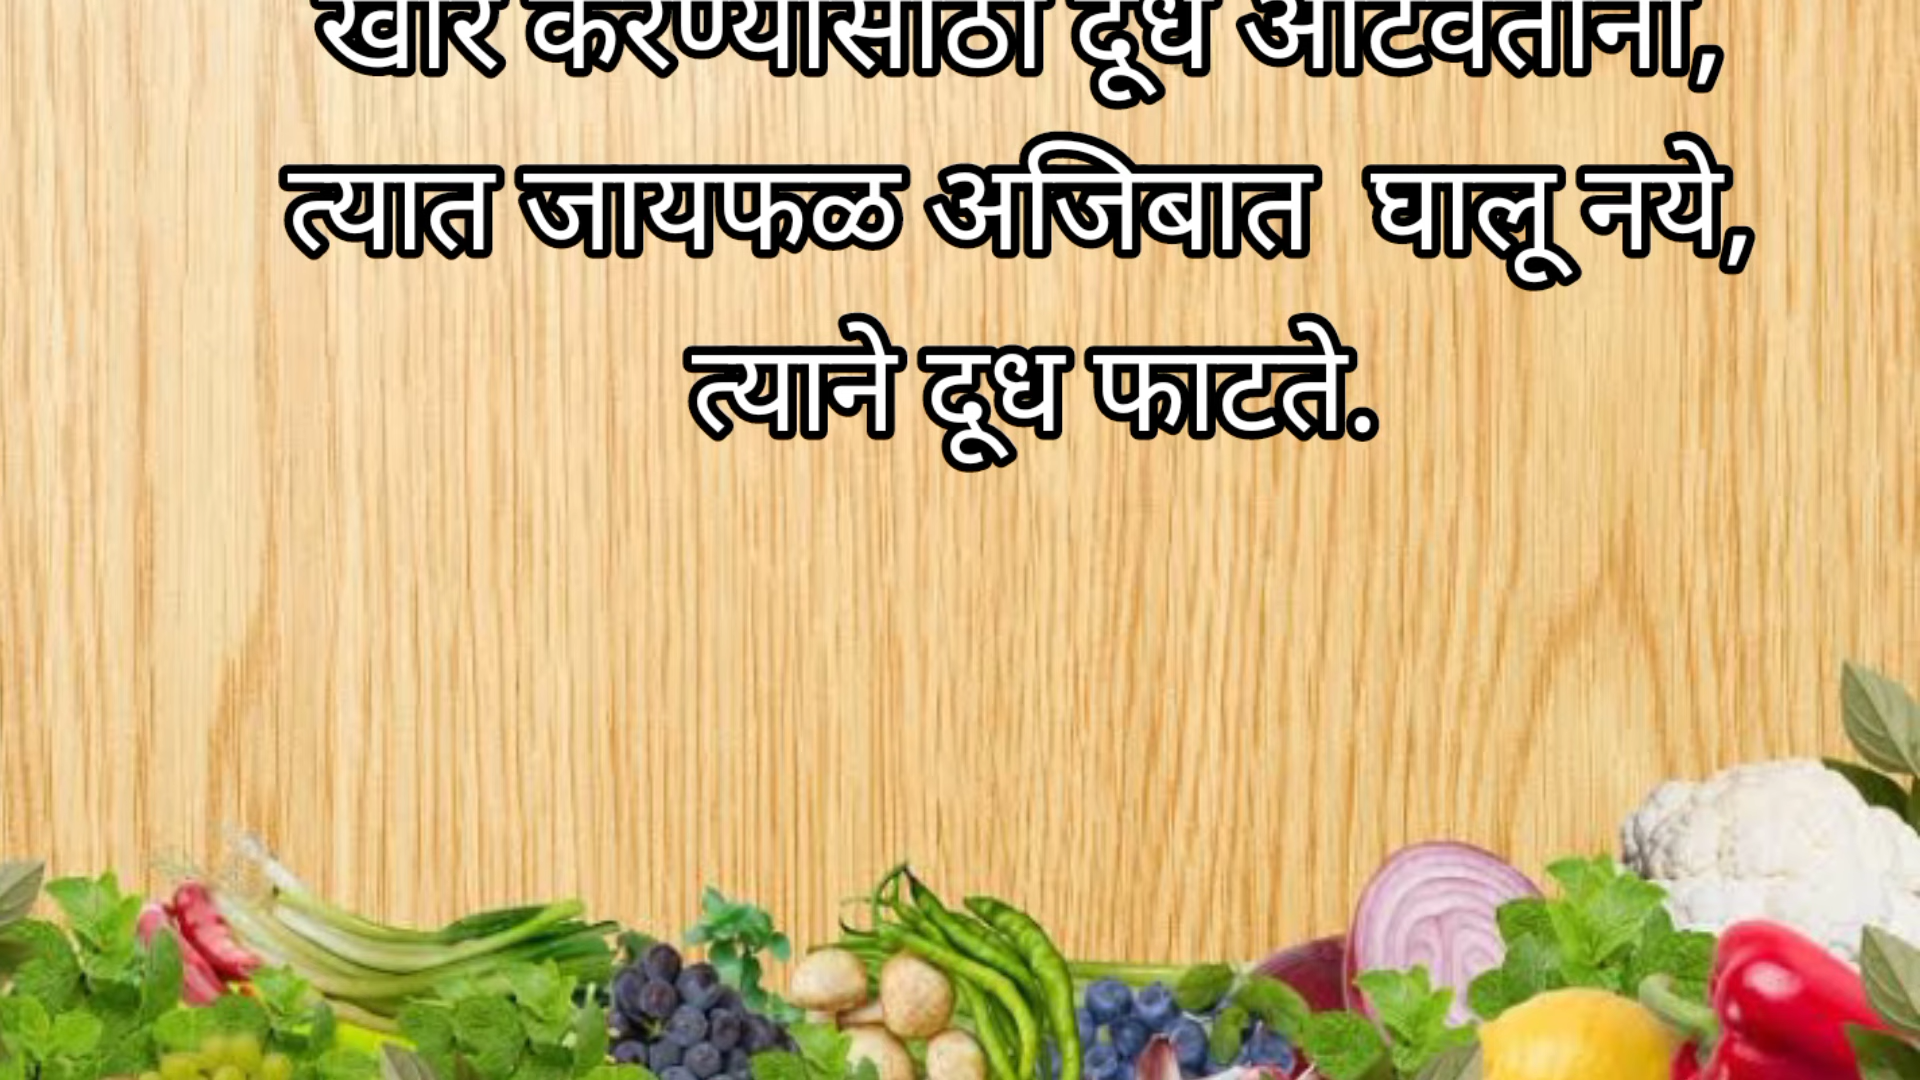 खीर करण्यासाठी दूध आटवताना,
त्यात जायफळ अजिबात घालू नये,
त्याने दूध फाटते.